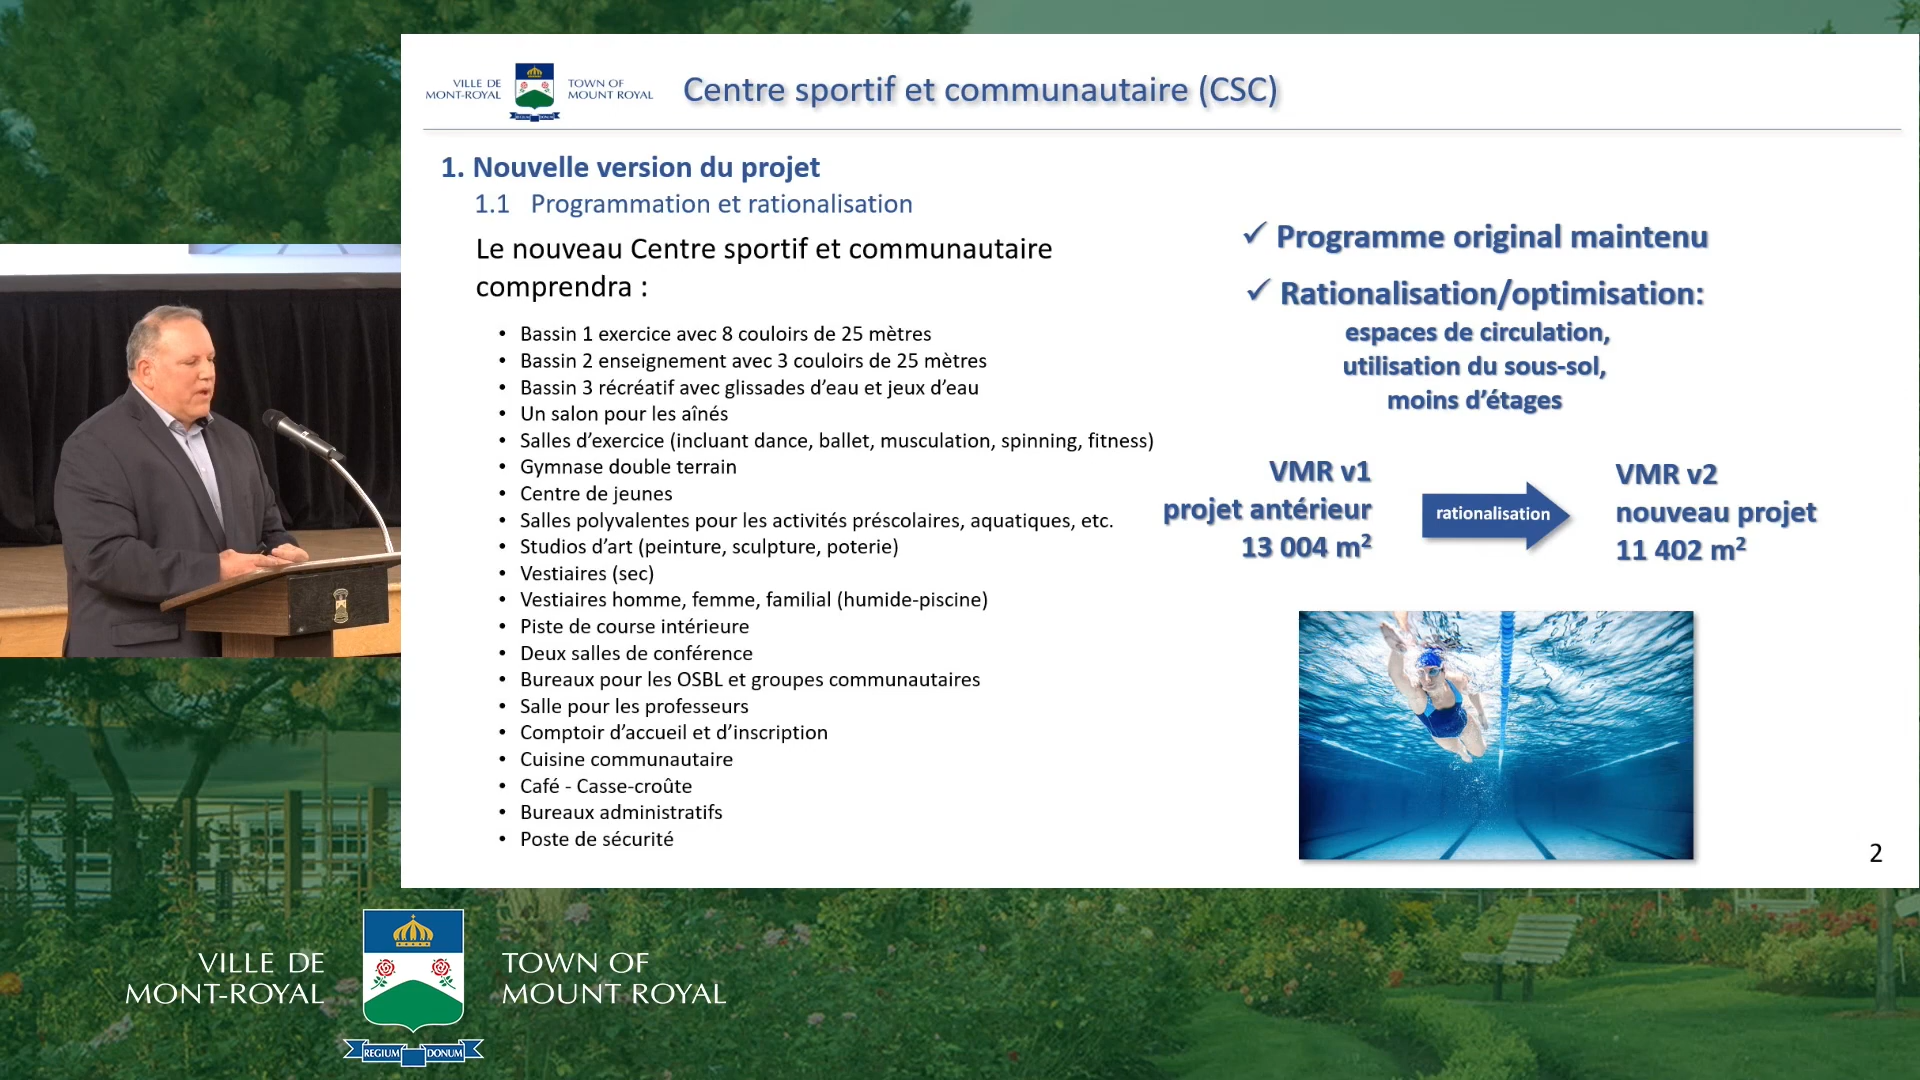 VILLE DE
MONT-ROYAL
TOWN OF
MOUNT ROYAL
Centre sportif et communautaire (CSC)
1. Nouvelle version du projet
1.1 Programmation et rationalisation
Le nouveau Centre sportif et communautaire
comprendra :
• Bassin 1 exercice avec 8 couloirs de 25 mètres
• Bassin 2 enseignement avec 3 couloirs de 25 mètres
• Bassin 3 récréatif avec glissades d’eau et jeux d’eau
• Un salon pour les aînés
• Salles d’exercice (incluant dance, ballet, musculation, spinning, fitness)
• Gymnase double terrain
• Centre de jeunes
• Salles polyvalentes pour les activités préscolaires, aquatiques, etc.
• Studios d’art (peinture, sculpture, poterie)
• Vestiaires (sec)
• Vestiaires homme, femme, familial (humide-piscine)
• Piste de course intérieure
• Deux salles de conférence
• Bureaux pour les OSBL et groupes communautaires
• Salle pour les professeurs
• Comptoir d’accueil et d’inscription
• Cuisine communautaire
• Café - Casse-croûte
• Bureaux administratifs
• Poste de sécurité
✓ Programme original maintenu
✓ Rationalisation/optimisation:
espaces de circulation,
utilisation du sous-sol,
moins d’étages
VMR v1
projet antérieur
13 004 m²
rationalisation
VMR v2
nouveau projet
11 402 m²
2
VILLE DE
MONT-ROYAL
TOWN OF
MOUNT ROYAL
REGIUM DONUM